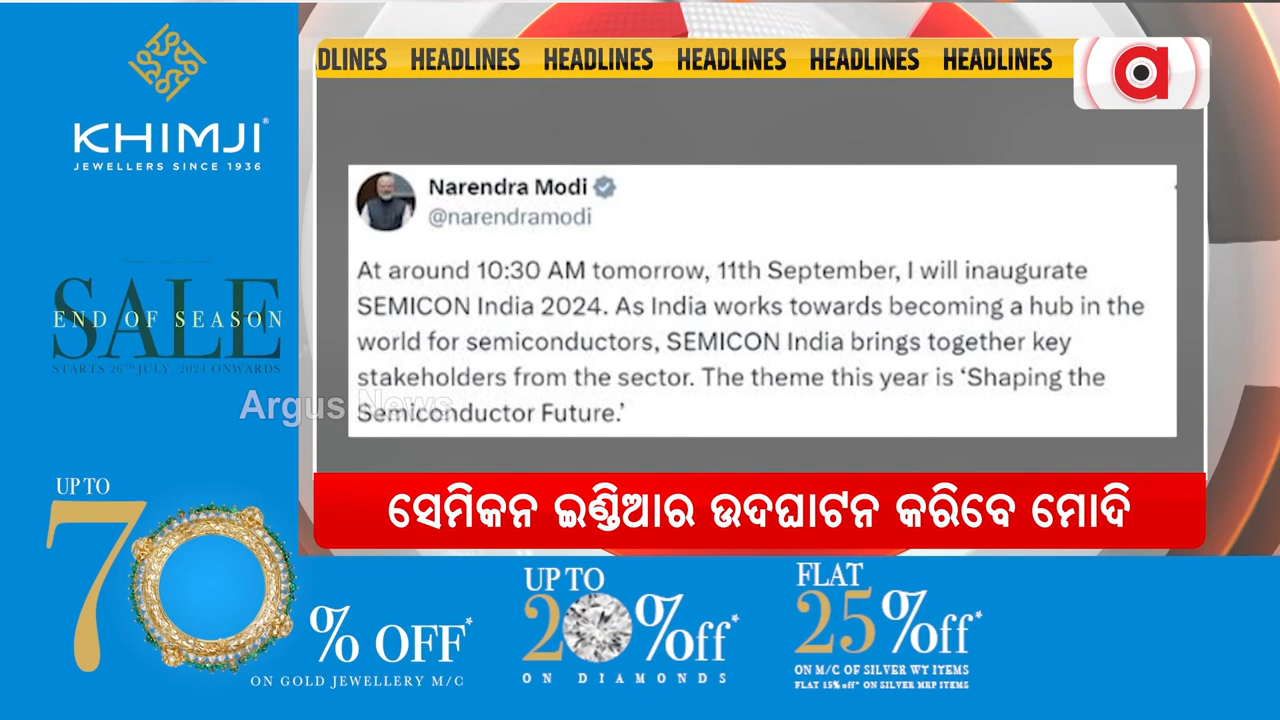 KHIMJI®
JEWELLERS SINCE 1936
SALE
END OF SEASON
STARTS 26TH JULY, 2024 ONWARDS
DLINES HEADLINES HEADLINES HEADLINES HEADLINES HEADLINES
a
Narendra Modi
@narendramodi
At around 10:30 AM tomorrow, 11th September, I will inaugurate
SEMICON India 2024. As India works towards becoming a hub in the
world for semiconductors, SEMICON India brings together key
stakeholders from the sector. The theme this year is ‘Shaping the
Semiconductor Future.’
Argus News
ସେମିକନ ଇଣ୍ଡିଆର ଉଦଘାଟନ କରିବେ ମୋଦି
UP TO
70% OFF*
ON GOLD JEWELLERY M/C
UP TO
20%off*
ON DIAMONDS
FLAT
25%off*
ON M/C OF SILVER WT ITEMS
FLAT 15% off* ON SILVER MRP ITEMS